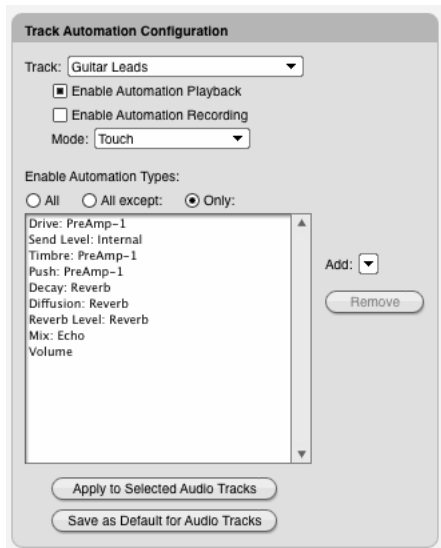 Track Automation Configuration
Track: Guitar Leads
Enable Automation Playback
Enable Automation Recording
Mode: Touch
Enable Automation Types:
All All except: Only:
Drive: PreAmp-1
Send Level: Internal
Timbre: PreAmp-1
Push: PreAmp-1
Decay: Reverb
Diffusion: Reverb
Reverb Level: Reverb
Mix: Echo
Volume
Add:
Remove
Apply to Selected Audio Tracks
Save as Default for Audio Tracks